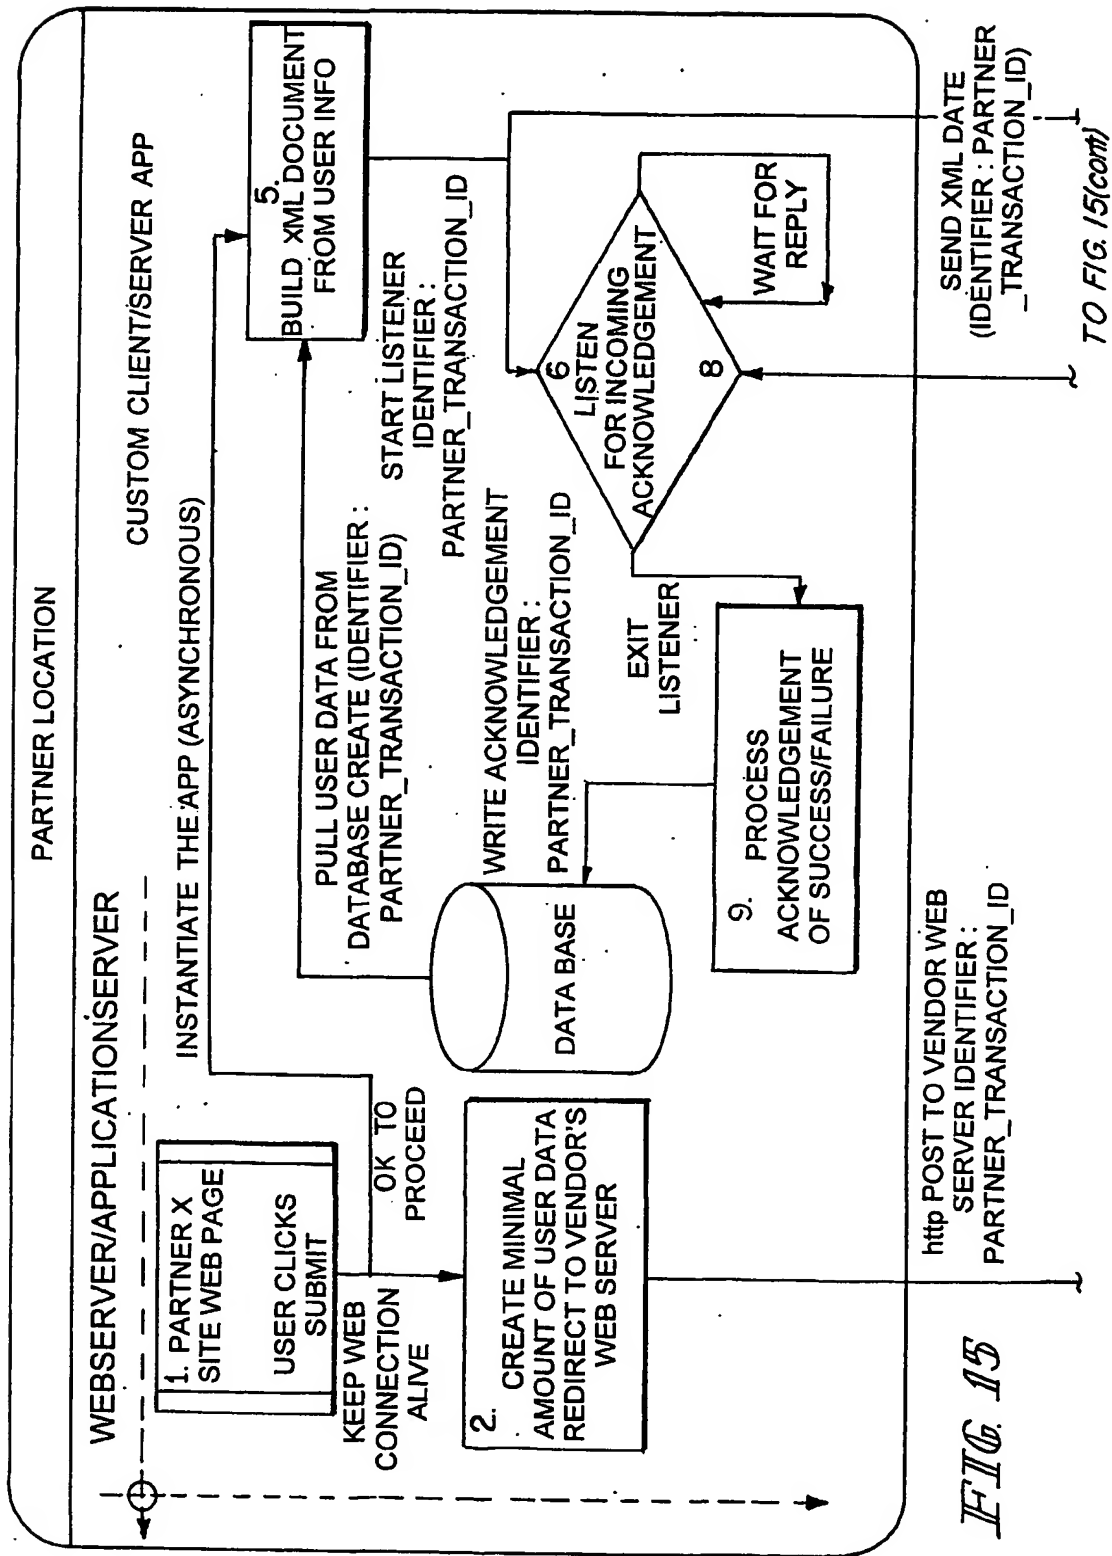 PARTNER LOCATION
WEBSERVER/APPLICATION SERVER
CUSTOM CLIENT/SERVER APP
INSTANTIATE THE APP (ASYNCHRONOUS)
1. PARTNER X
SITE WEB PAGE
USER CLICKS
SUBMIT
KEEP WEB
CONNECTION
ALIVE
OK TO
PROCEED
2.
CREATE MINIMAL
AMOUNT OF USER DATA
REDIRECT TO VENDOR'S
WEB SERVER
http POST TO VENDOR WEB
SERVER IDENTIFIER :
PARTNER_TRANSACTION_ID
DATA BASE
PULL USER DATA FROM
DATABASE CREATE (IDENTIFIER :
PARTNER_TRANSACTION_ID)
5.
BUILD XML DOCUMENT
FROM USER INFO
START LISTENER
IDENTIFIER :
PARTNER_TRANSACTION_ID
6
LISTEN
FOR INCOMING
ACKNOWLEDGEMENT
8
WAIT FOR
REPLY
WRITE ACKNOWLEDGEMENT
IDENTIFIER :
PARTNER_TRANSACTION_ID
EXIT
LISTENER
9. PROCESS
ACKNOWLEDGEMENT
OF SUCCESS/FAILURE
SEND XML DATE
(IDENTIFIER : PARTNER
_TRANSACTION_ID)
TO FIG. 15(cont)
FIG. 15